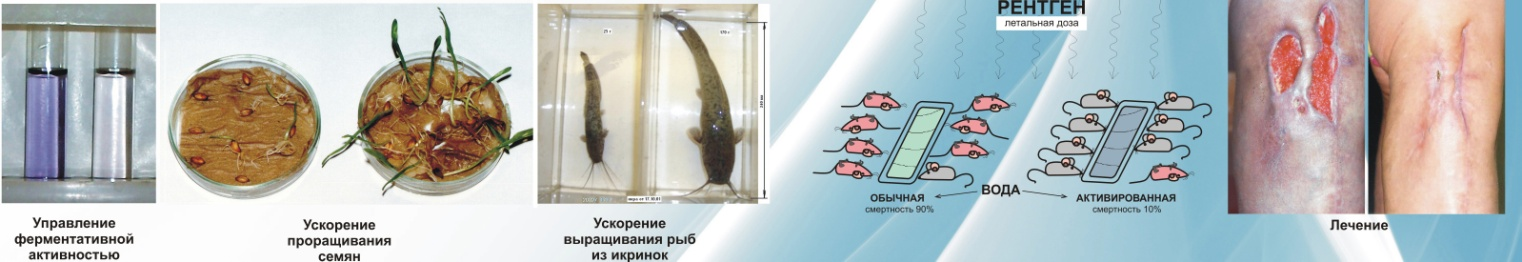 Управление
ферментативной
активностью
Ускорение
проращивания
семян
Ускорение
выращивания рыб
из икринок
РЕНТГЕН
летальная доза
ВОДА
ОБЫЧНАЯ
смертность 90%
АКТИВИРОВАННАЯ
смертность 10%
Лечение